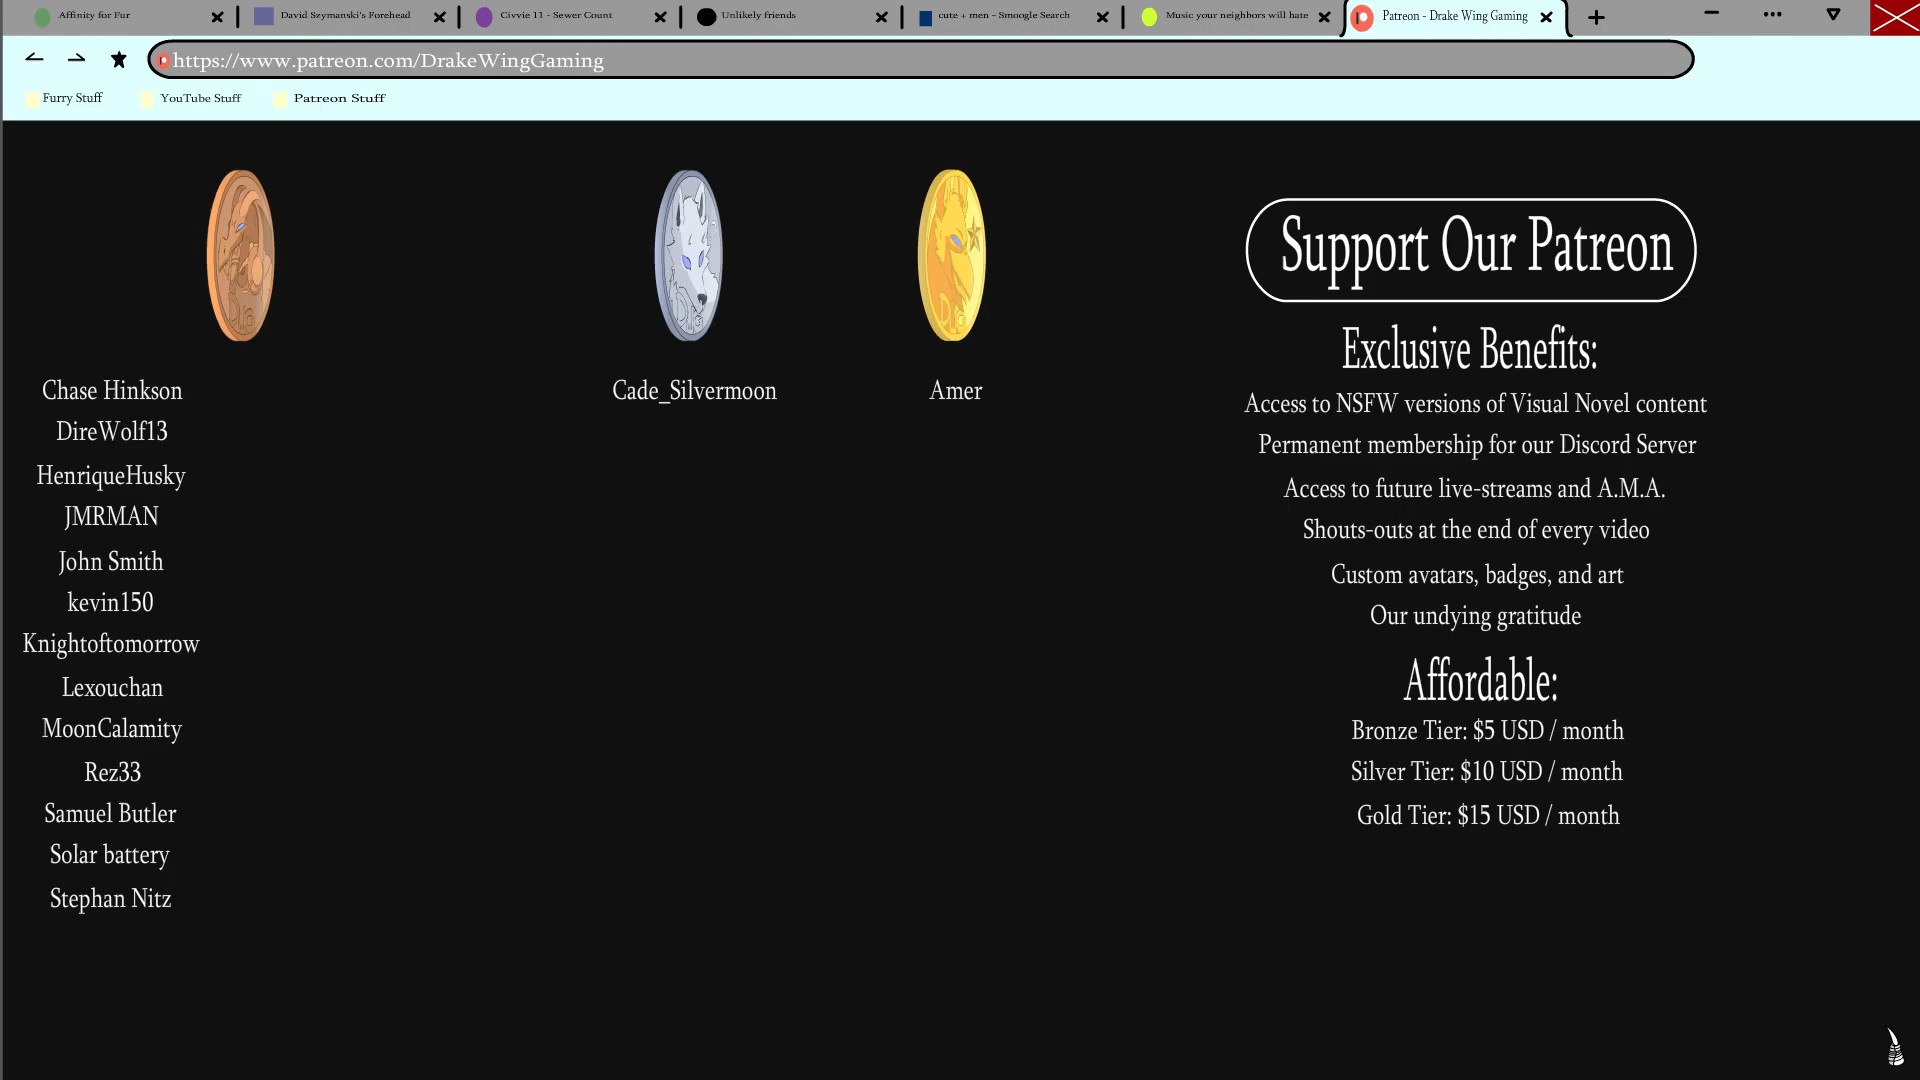 Affinity for Fur
David Szymanski's Forehead
Civvie 11 - Sewer Count
Unlikely friends
cute + men - Smoogle Search
Music your neighbors will hate
Patreon - Drake Wing Gaming
https://www.patreon.com/DrakeWingGaming
Furry Stuff
YouTube Stuff
Patreon Stuff
DWG
DWG
DWG
Chase Hinkson
DireWolf13
HenriqueHusky
JMRMAN
John Smith
kevin150
Knightoftomorrow
Lexouchan
MoonCalamity
Rez33
Samuel Butler
Solar battery
Stephan Nitz
Cade_Silvermoon
Amer
Support Our Patreon
Exclusive Benefits:
Access to NSFW versions of Visual Novel content
Permanent membership for our Discord Server
Access to future live-streams and A.M.A.
Shouts-outs at the end of every video
Custom avatars, badges, and art
Our undying gratitude
Affordable:
Bronze Tier: $5 USD / month
Silver Tier: $10 USD / month
Gold Tier: $15 USD / month